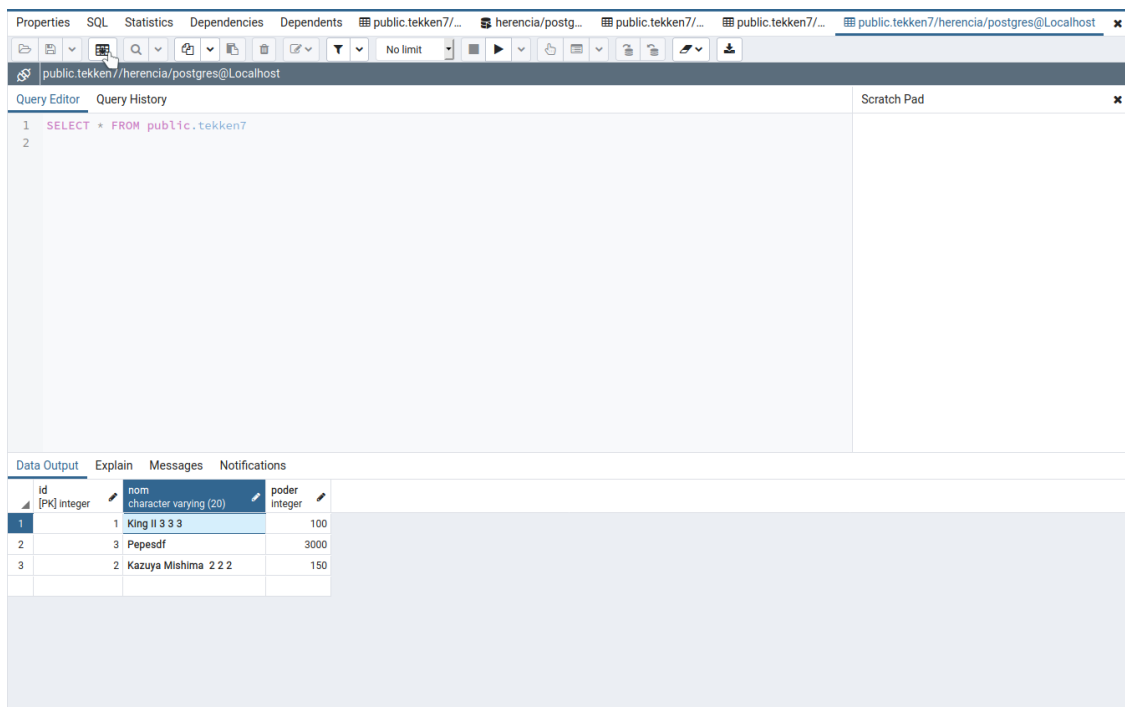 Properties SQL Statistics Dependencies Dependents public.tekken7/... herencia/postg... public.tekken7/... public.tekken7/... public.tekken7/herencia/postgres@Localhost
No limit
public.tekken7/herencia/postgres@Localhost
Query Editor Query History Scratch Pad
1 SELECT * FROM public.tekken7
2
Data Output Explain Messages Notifications
id nom poder
[PK] integer character varying (20) integer
1 1 King II 3 3 3 100
2 3 Pepesdf 3000
3 2 Kazuya Mishima 2 2 2 150